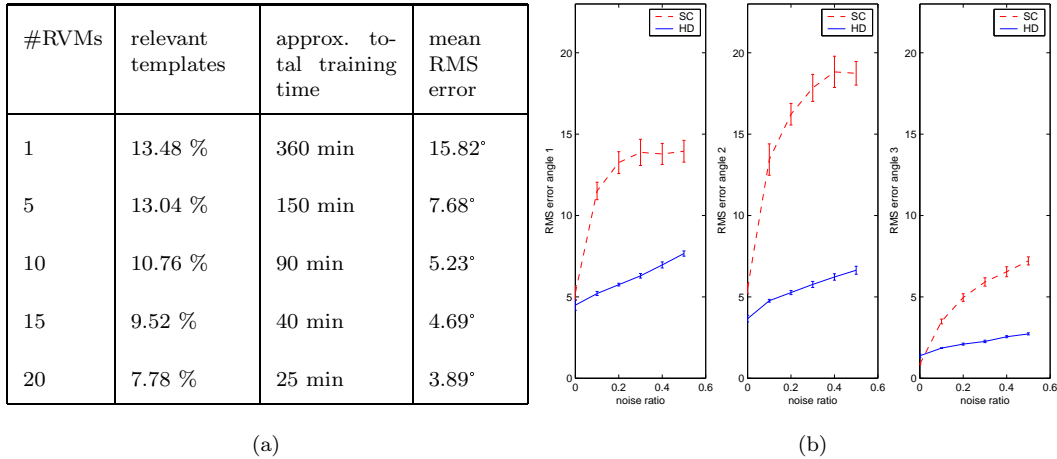 #RVMs relevant templates approx. to-tal training time mean RMS error
1 13.48 % 360 min 15.82°
5 13.04 % 150 min 7.68°
10 10.76 % 90 min 5.23°
15 9.52 % 40 min 4.69°
20 7.78 % 25 min 3.89°
(a)
SC
HD
20
15
10
5
0
0 0.2 0.4 0.6
RMS error angle 1
noise ratio
SC
HD
20
15
10
5
0
0 0.2 0.4 0.6
RMS error angle 2
noise ratio
SC
HD
20
15
10
5
0
0 0.2 0.4 0.6
RMS error angle 3
noise ratio
(b)